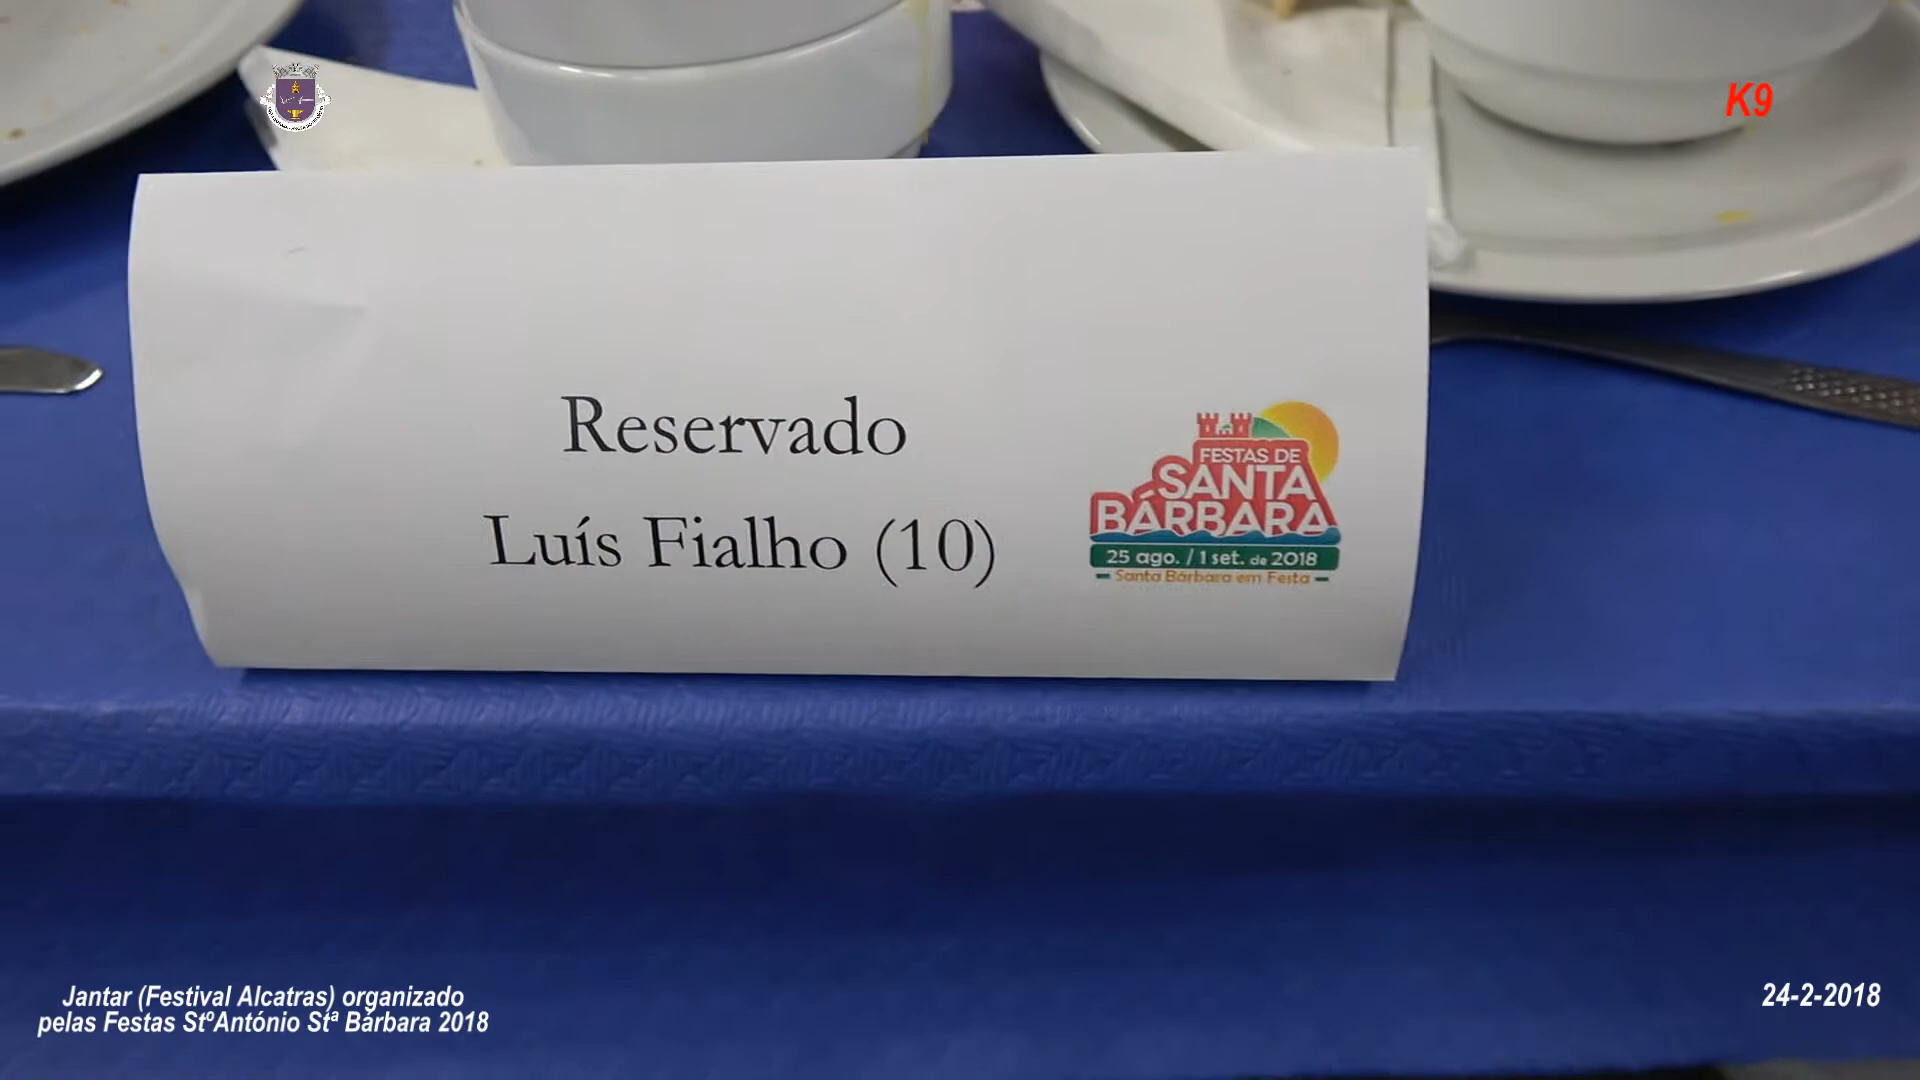 K9
Reservado
Luís Fialho (10)
FESTAS DE
SANTA
BÁRBARA
25 ago. / 1 set. de 2018
Santa Bárbara em Festa
Jantar (Festival Alcatras) organizado
pelas Festas StºAntónio Stª Bárbara 2018
24-2-2018